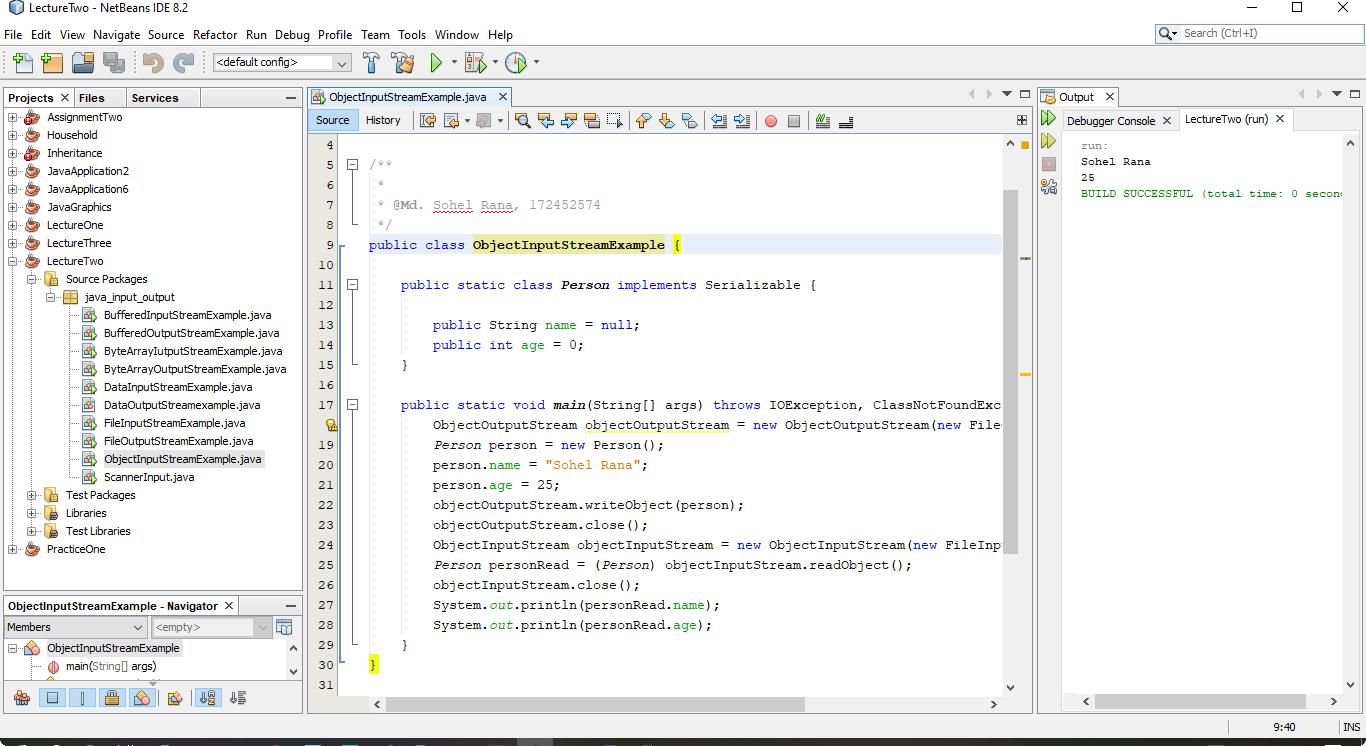 LectureTwo - NetBeans IDE 8.2
File Edit View Navigate Source Refactor Run Debug Profile Team Tools Window Help
Search (Ctrl+I)
<default config>
Projects Files Services
AssignmentTwo
Household
Inheritance
JavaApplication2
JavaApplication6
JavaGraphics
LectureOne
LectureThree
LectureTwo
Source Packages
java_input_output
BufferedInputStreamExample.java
BufferedOutputStreamExample.java
ByteArrayIutputStreamExample.java
ByteArrayOutputStreamExample.java
DataInputStreamExample.java
DataOutputStreamexample.java
FileInputStreamExample.java
FileOutputStreamExample.java
ObjectInputStreamExample.java
ScannerInput.java
Test Packages
Libraries
Test Libraries
PracticeOne
ObjectInputStreamExample - Navigator
Members <empty>
ObjectInputStreamExample
main(String[] args)
ObjectInputStreamExample.java
Source History
4
5 /**
6 *
7 * @Md. Sohel Rana, 172452574
8 */
9 public class ObjectInputStreamExample {
10
11 public static class Person implements Serializable {
12
13 public String name = null;
14 public int age = 0;
15 }
16
17 public static void main(String[] args) throws IOException, ClassNotFoundExc
ObjectOutputStream objectOutputStream = new ObjectOutputStream(new File
19 Person person = new Person();
20 person.name = "Sohel Rana";
21 person.age = 25;
22 objectOutputStream.writeObject(person);
23 objectOutputStream.close();
24 ObjectInputStream objectInputStream = new ObjectInputStream(new FileInp
25 Person personRead = (Person) objectInputStream.readObject();
26 objectInputStream.close();
27 System.out.println(personRead.name);
28 System.out.println(personRead.age);
29 }
30 }
31
Output
Debugger Console LectureTwo (run)
run:
Sohel Rana
25
BUILD SUCCESSFUL (total time: 0 secon
9:40 INS